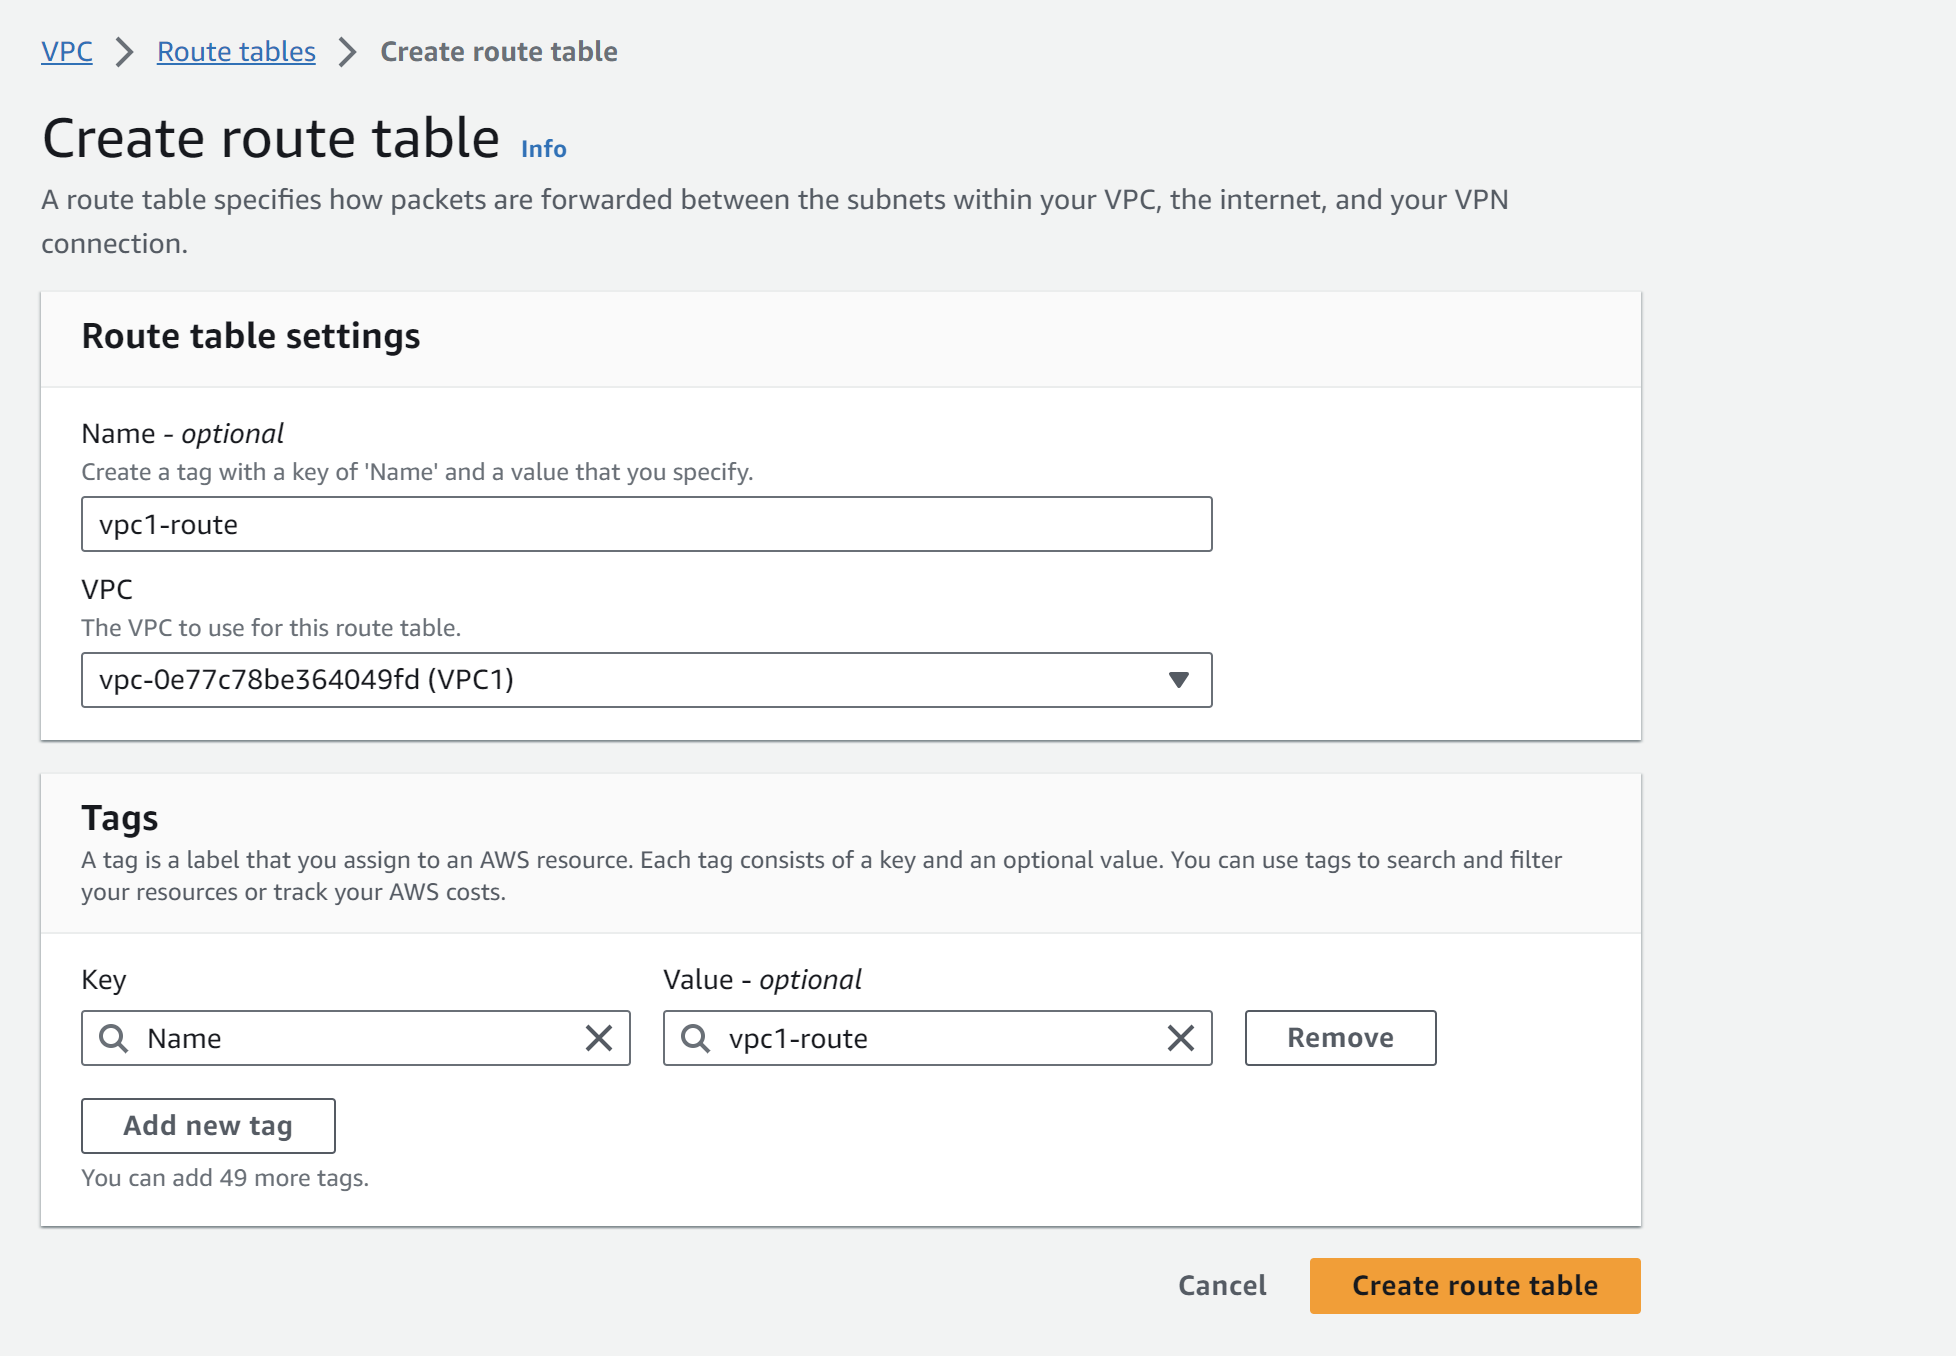 VPC > Route tables > Create route table
Create route table Info
A route table specifies how packets are forwarded between the subnets within your VPC, the internet, and your VPN
connection.
Route table settings
Name - optional
Create a tag with a key of 'Name' and a value that you specify.
vpc1-route
VPC
The VPC to use for this route table.
vpc-0e77c78be364049fd (VPC1)
Tags
A tag is a label that you assign to an AWS resource. Each tag consists of a key and an optional value. You can use tags to search and filter
your resources or track your AWS costs.
Key Value - optional
Name vpc1-route Remove
Add new tag
You can add 49 more tags.
Cancel Create route table